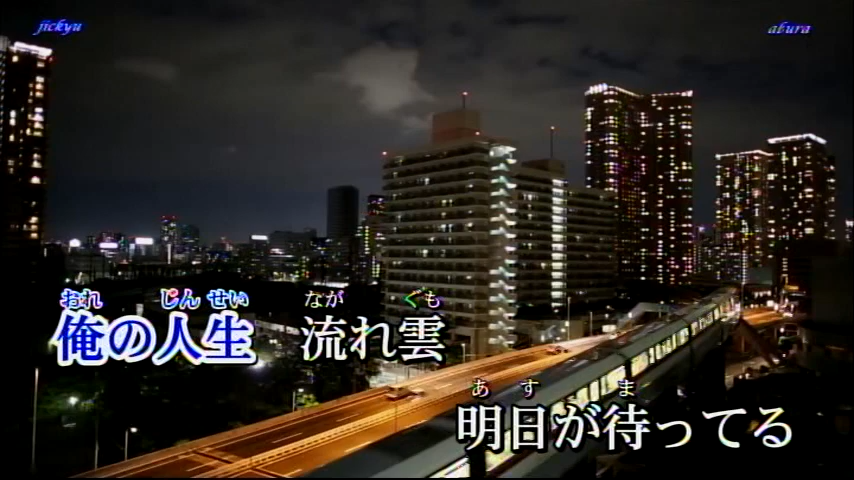 jickyu
abura
おれ じんせい ながぐも
俺の人生 流れ雲
あすま
明日が待ってる